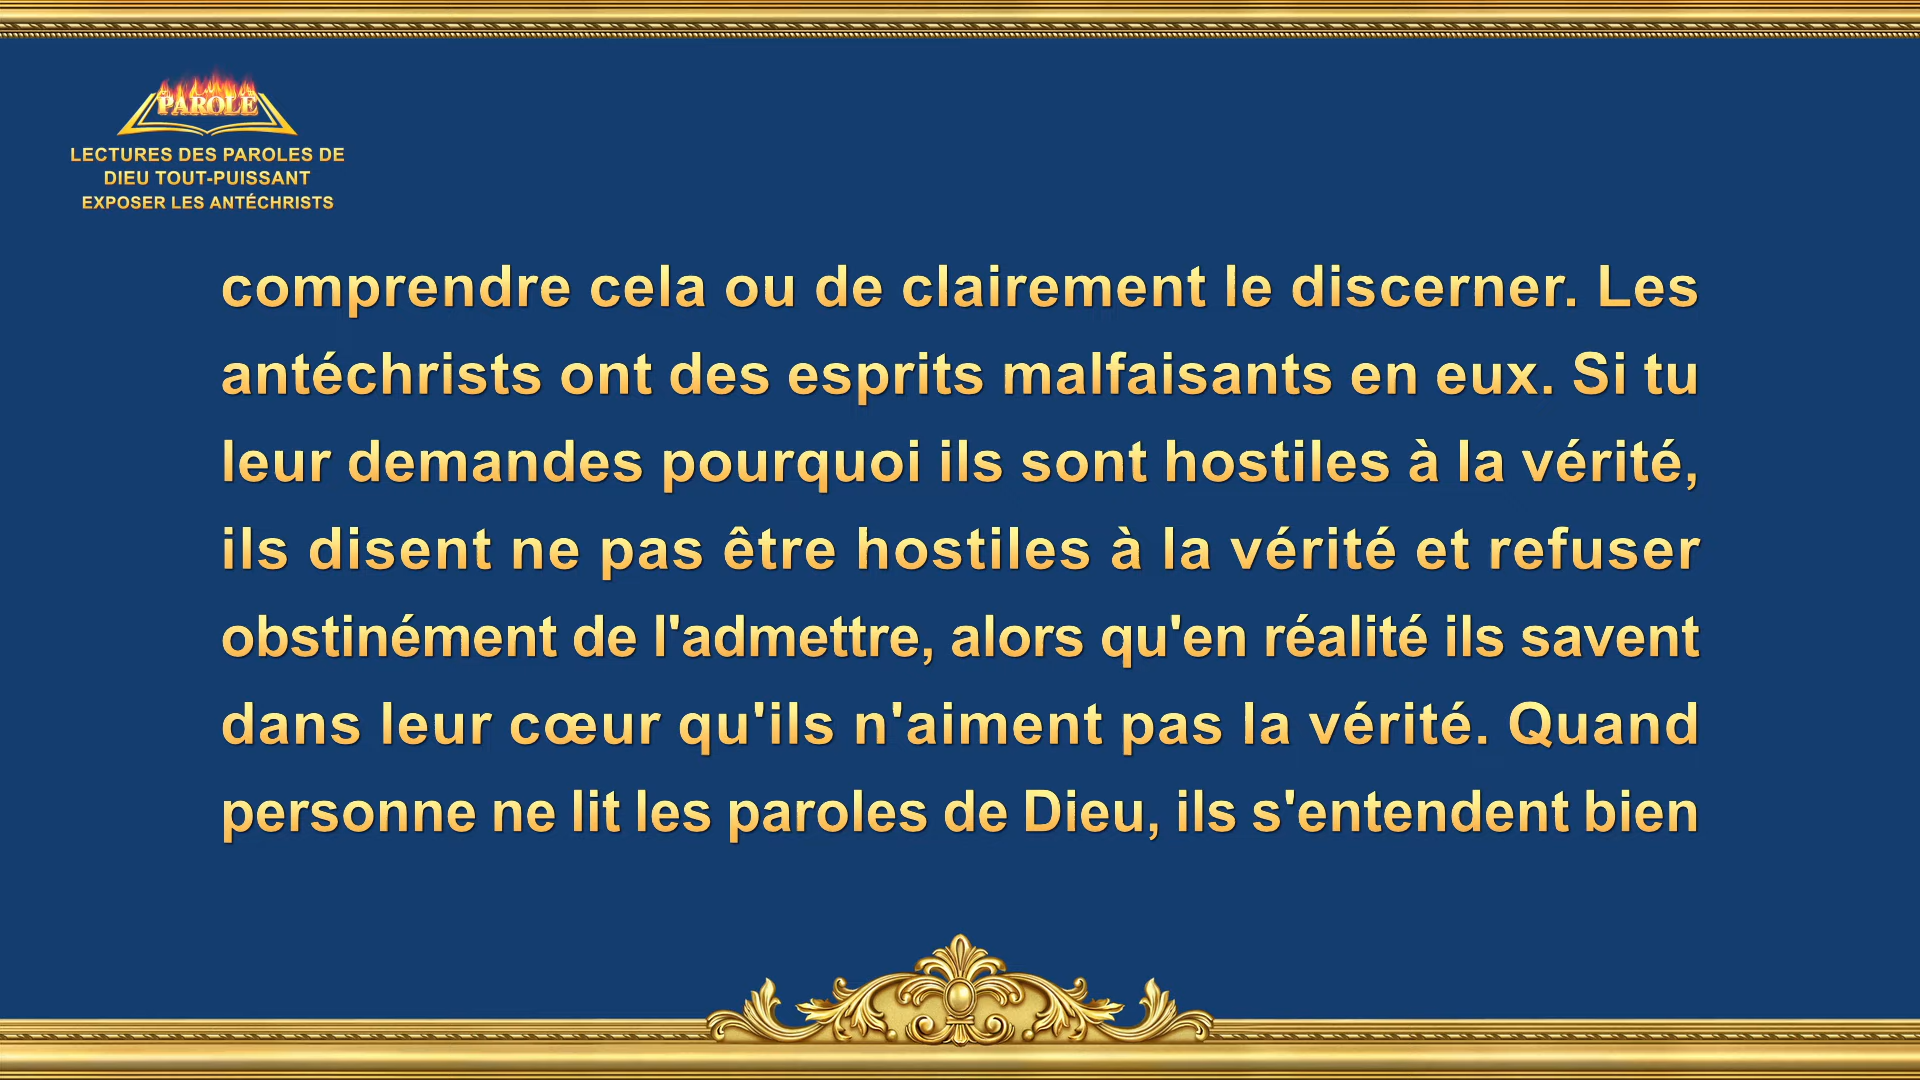 PAROLE
LECTURES DES PAROLES DE
DIEU TOUT-PUISSANT
EXPOSER LES ANTÉCHRISTS
comprendre cela ou de clairement le discerner. Les
antéchrists ont des esprits malfaisants en eux. Si tu
leur demandes pourquoi ils sont hostiles à la vérité,
ils disent ne pas être hostiles à la vérité et refuser
obstinément de l'admettre, alors qu'en réalité ils savent
dans leur cœur qu'ils n'aiment pas la vérité. Quand
personne ne lit les paroles de Dieu, ils s'entendent bien